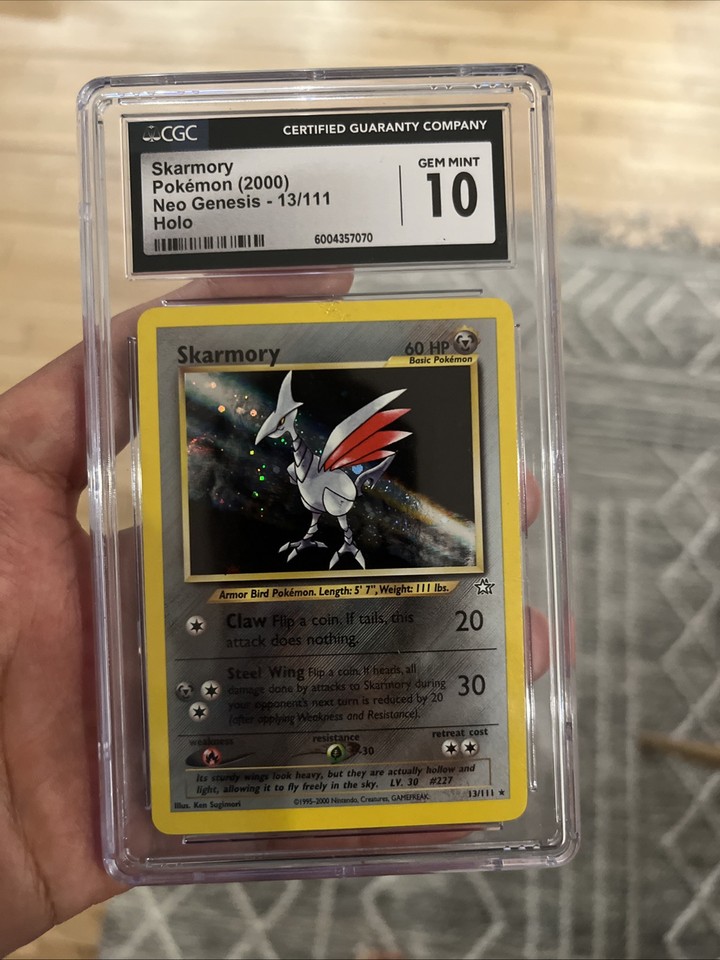 CGC
CERTIFIED GUARANTY COMPANY
Skarmory
Pokémon (2000)
Neo Genesis - 13/111
Holo
GEM MINT
10
6004357070
Skarmory
60 HP
Basic Pokémon
Armor Bird Pokémon. Length: 5' 7", Weight: 111 lbs.
Claw Flip a coin. If tails, this
attack does nothing.
20
Steel Wing Flip a coin. If heads, all
damage done by attacks to Skarmory during
your opponent's next turn is reduced by 20
(after applying Weakness and Resistance).
30
weakness
resistance
-30
retreat cost
Its sturdy wings look heavy, but they are actually hollow and
light, allowing it to fly freely in the sky. LV. 30 #227
Illus. Ken Sugimori
©1995-2000 Nintendo, Creatures, GAMEFREAK.
13/111 ★